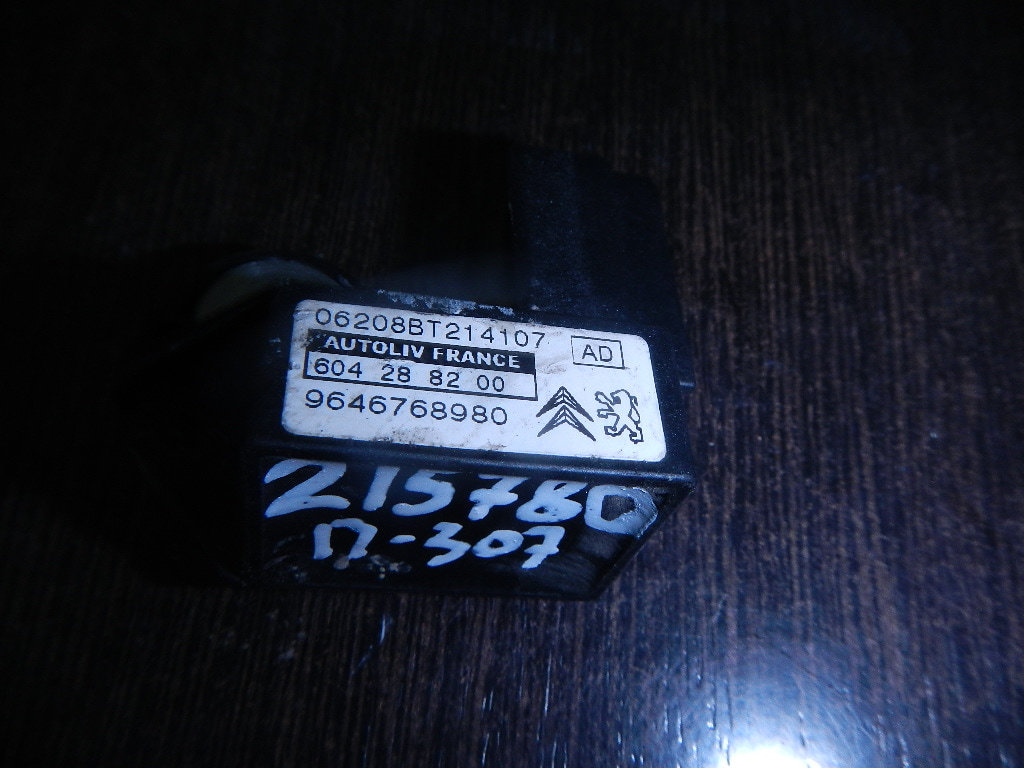 06208BT214107
AD
AUTOLIV FRANCE
604 28 82 00
9646768980
215780
П-307